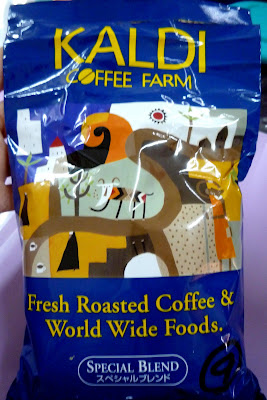 KALDI
COFFEE FARM
Fresh Roasted Coffee &
World Wide Foods.
SPECIAL BLEND
スペシャルブレンド